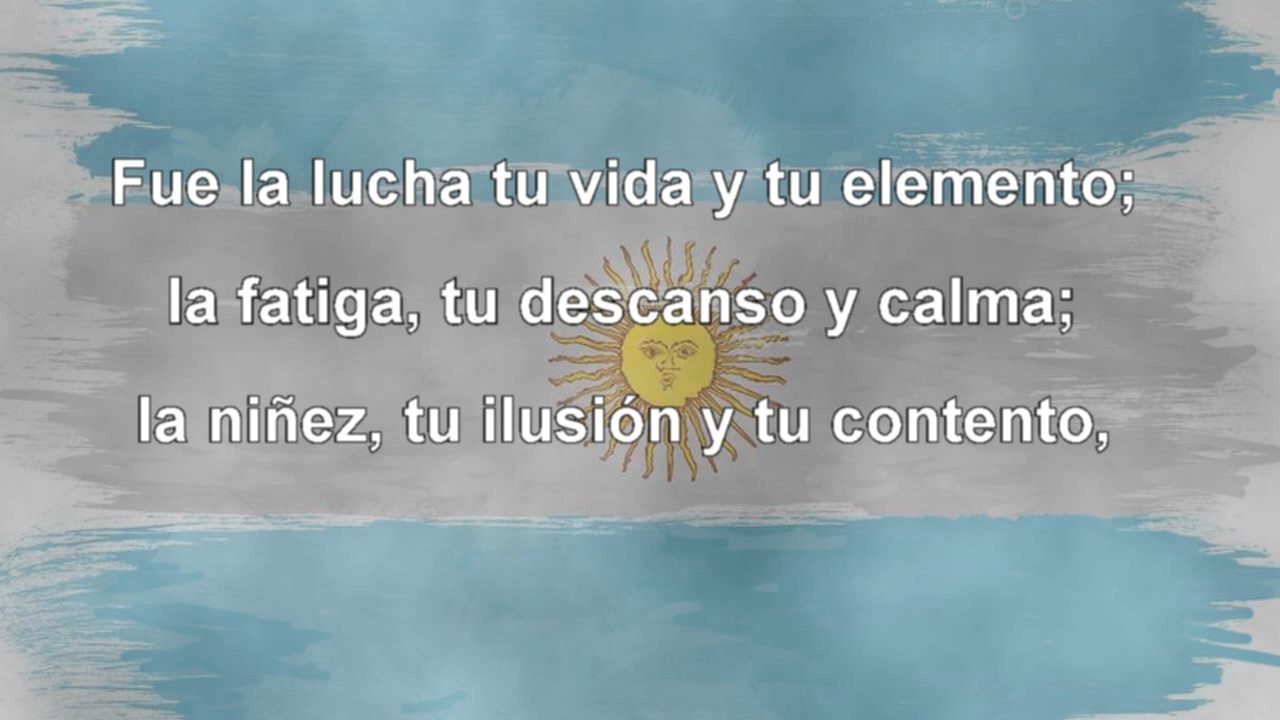 Fue la lucha tu vida y tu elemento;
la fatiga, tu descanso y calma;
la niñez, tu ilusión y tu contento,